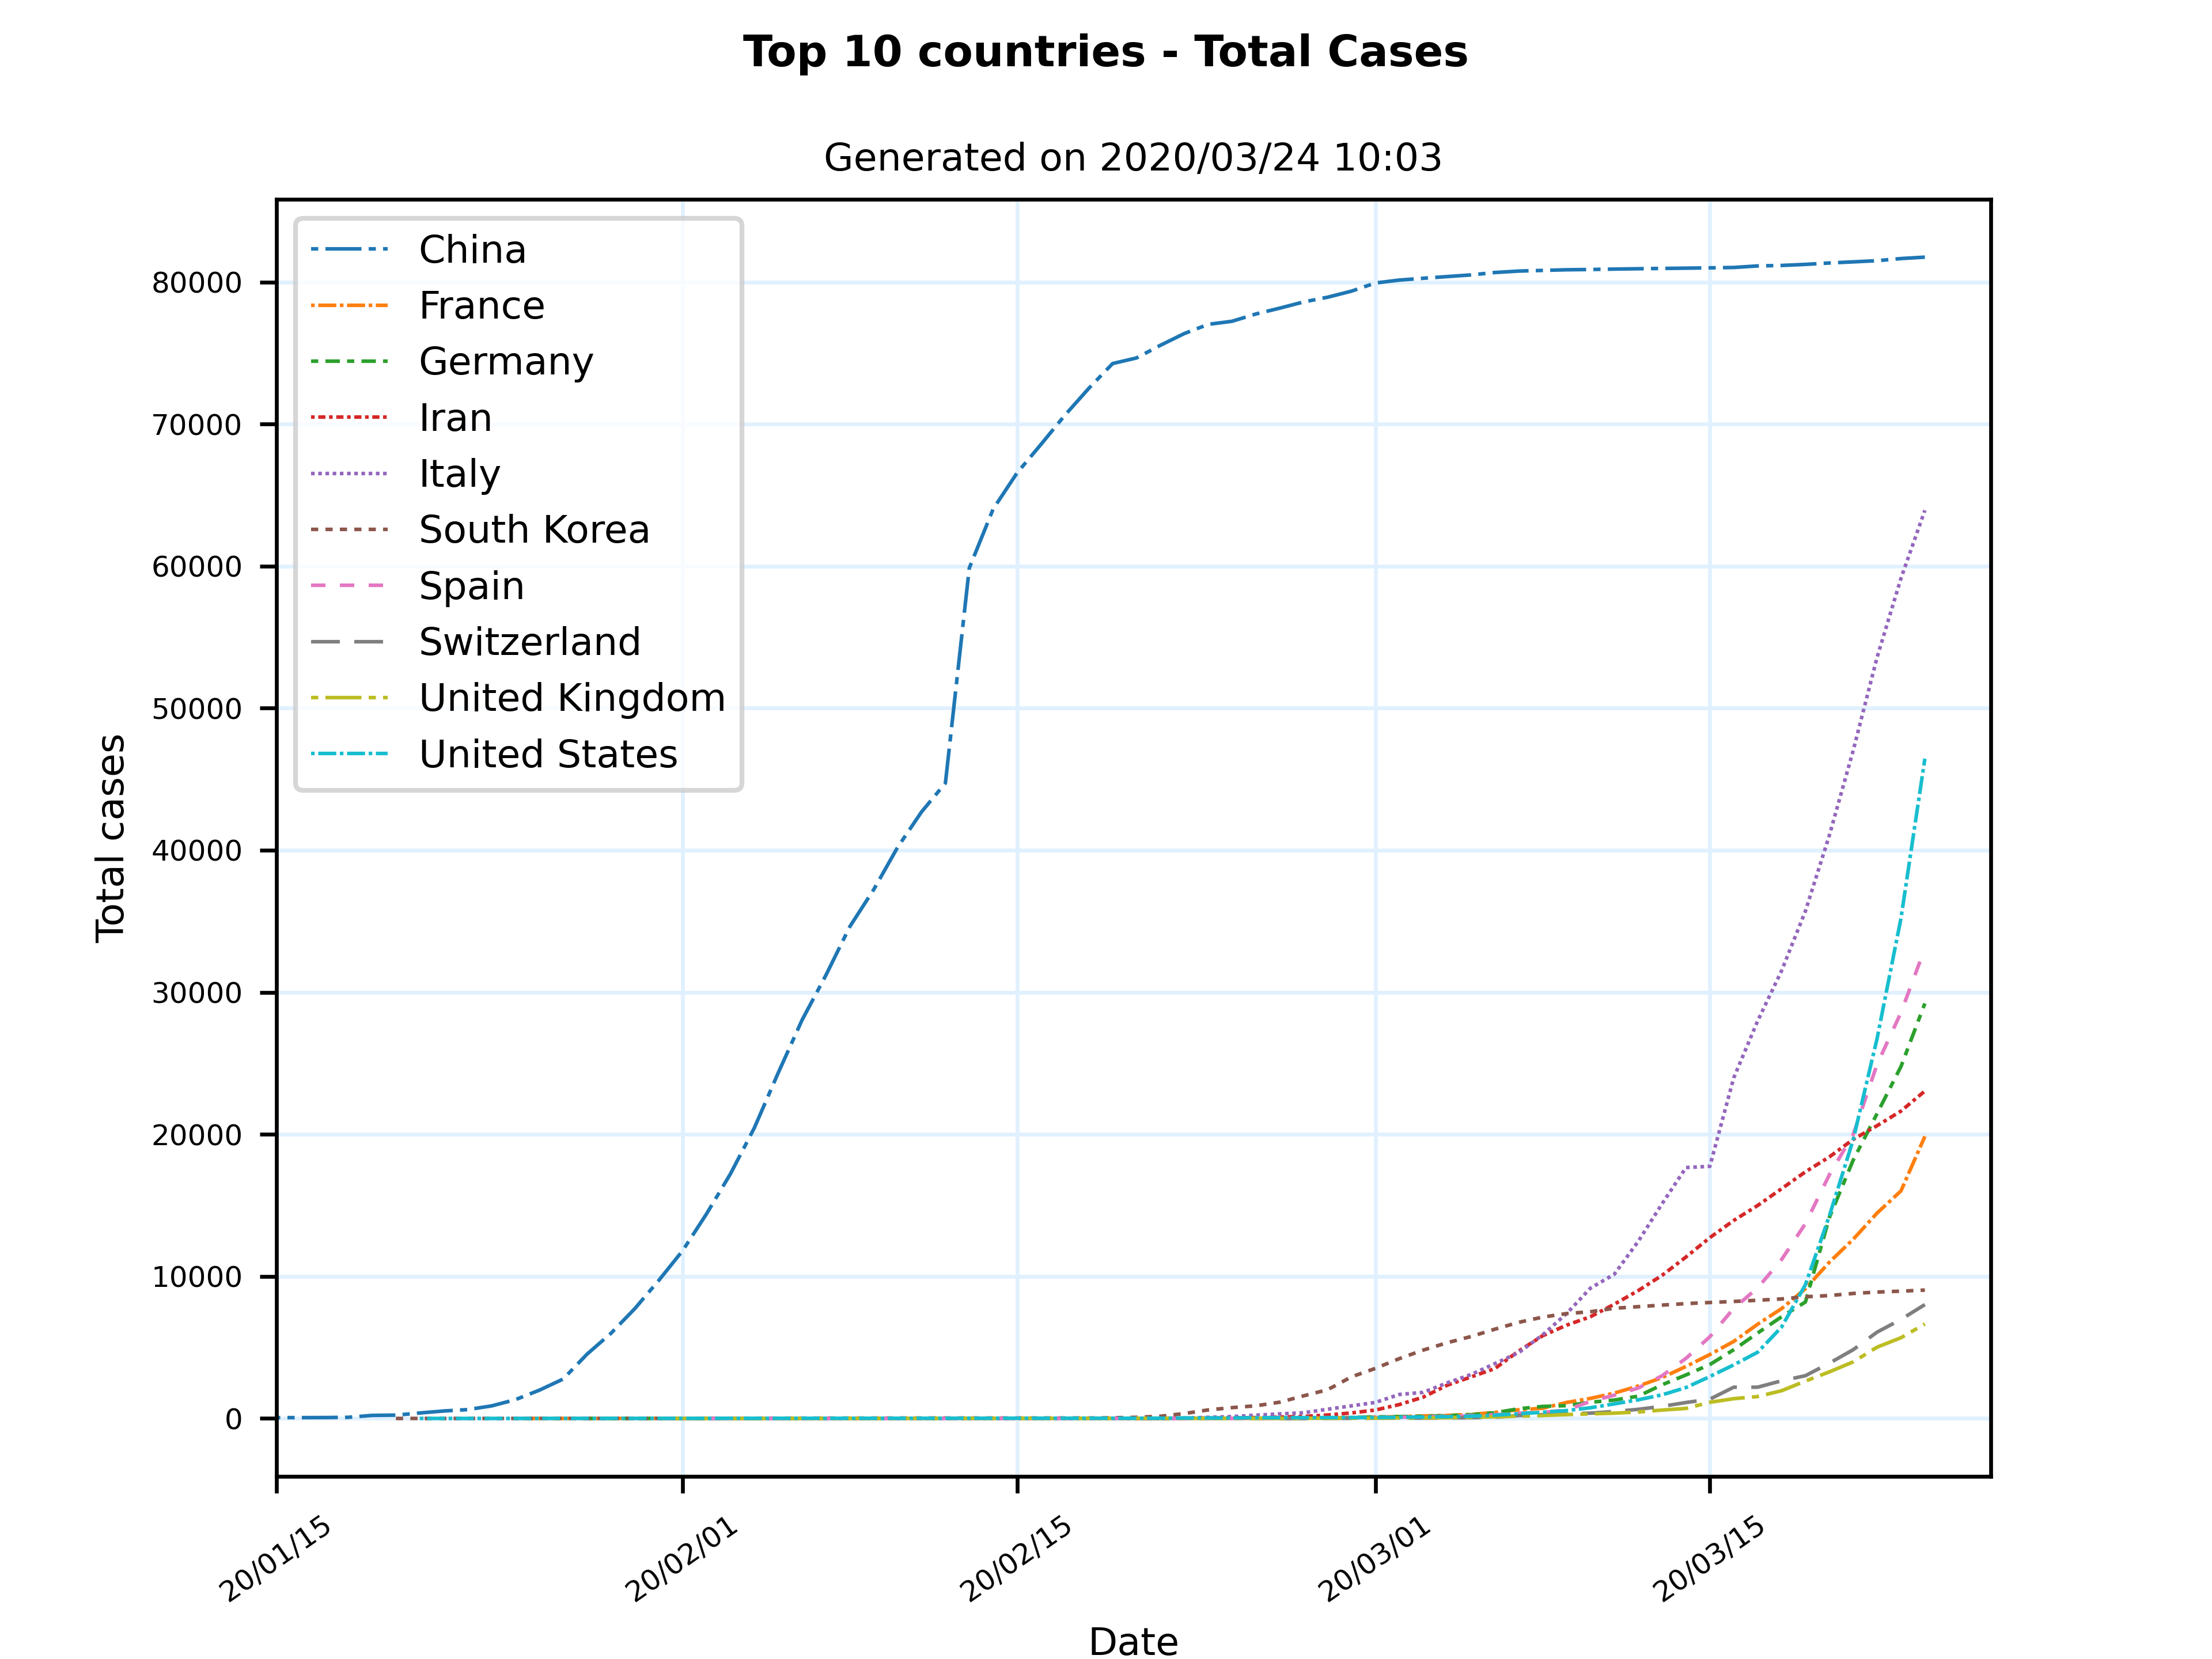 Top 10 countries - Total Cases
Generated on 2020/03/24 10:03
China
France
Germany
Iran
Italy
South Korea
Spain
Switzerland
United Kingdom
United States
80000
70000
60000
50000
40000
30000
20000
10000
0
Total cases
20/01/15
20/02/01
20/02/15
20/03/01
20/03/15
Date